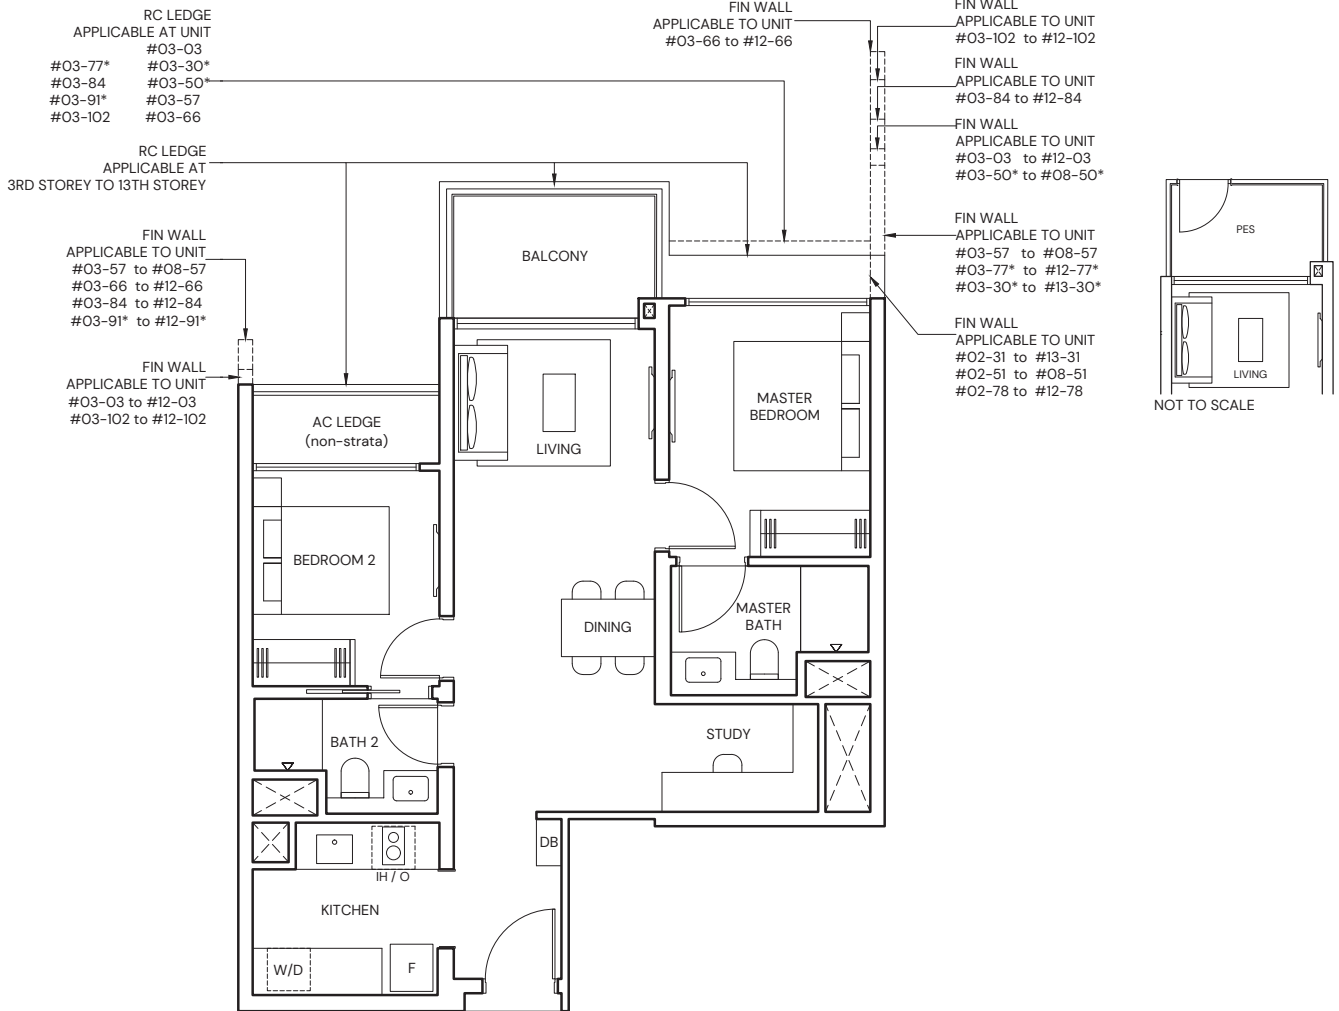 RC LEDGE
APPLICABLE AT UNIT
#03-03
#03-77* #03-30*
#03-84 #03-50*
#03-91* #03-57
#03-102 #03-66
RC LEDGE
APPLICABLE AT
3RD STOREY TO 13TH STOREY
FIN WALL
APPLICABLE TO UNIT
#03-57 to #08-57
#03-66 to #12-66
#03-84 to #12-84
#03-91* to #12-91*
FIN WALL
APPLICABLE TO UNIT
#03-03 to #12-03
#03-102 to #12-102
FIN WALL
APPLICABLE TO UNIT
#03-66 to #12-66
FIN WALL
APPLICABLE TO UNIT
#03-102 to #12-102
FIN WALL
APPLICABLE TO UNIT
#03-84 to #12-84
FIN WALL
APPLICABLE TO UNIT
#03-03 to #12-03
#03-50* to #08-50*
FIN WALL
APPLICABLE TO UNIT
#03-57 to #08-57
#03-77* to #12-77*
#03-30* to #13-30*
FIN WALL
APPLICABLE TO UNIT
#02-31 to #13-31
#02-51 to #08-51
#02-78 to #12-78
PES
LIVING
NOT TO SCALE
BALCONY
AC LEDGE
(non-strata)
LIVING
MASTER
BEDROOM
BEDROOM 2
DINING
MASTER
BATH
BATH 2
STUDY
DB
IH / O
KITCHEN
W/D
F